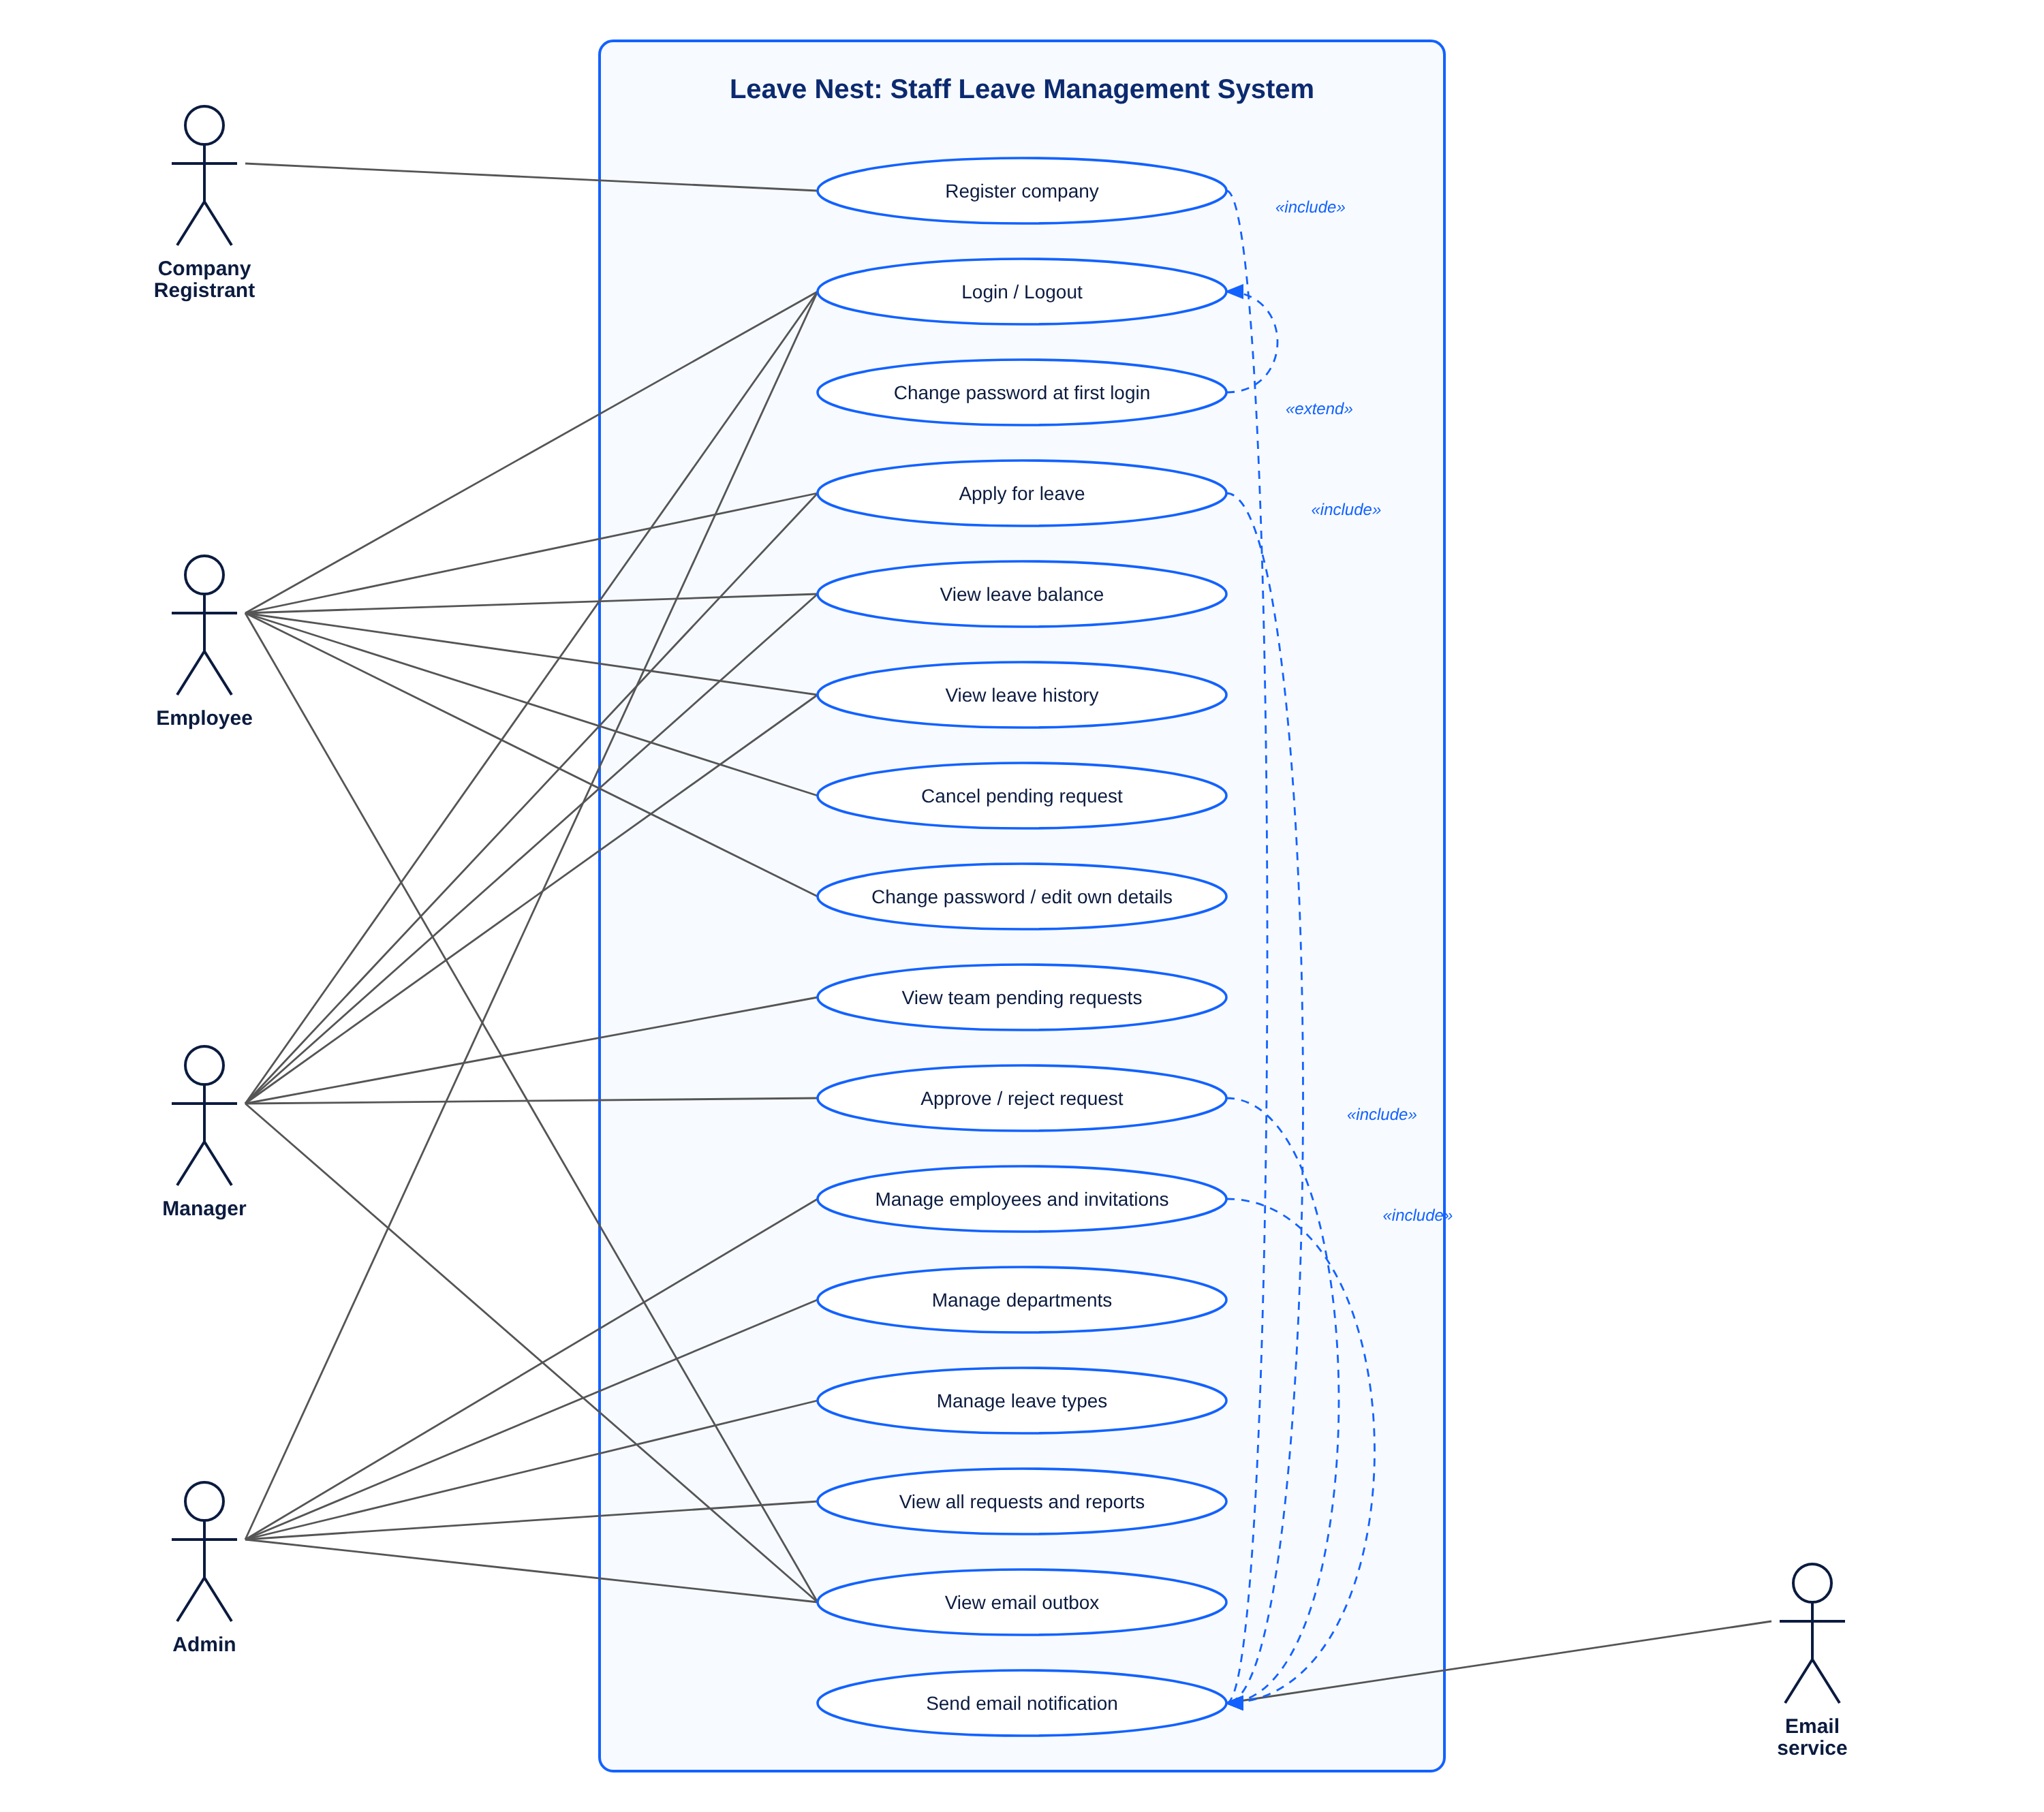 Leave Nest: Staff Leave Management System
Company
Registrant
Register company
«include»
Login / Logout
Change password at first login
«extend»
Apply for leave
«include»
View leave balance
Employee
View leave history
Cancel pending request
Change password / edit own details
View team pending requests
Manager
Approve / reject request
«include»
Manage employees and invitations
«include»
Manage departments
Manage leave types
View all requests and reports
Admin
View email outbox
Send email notification
Email
service